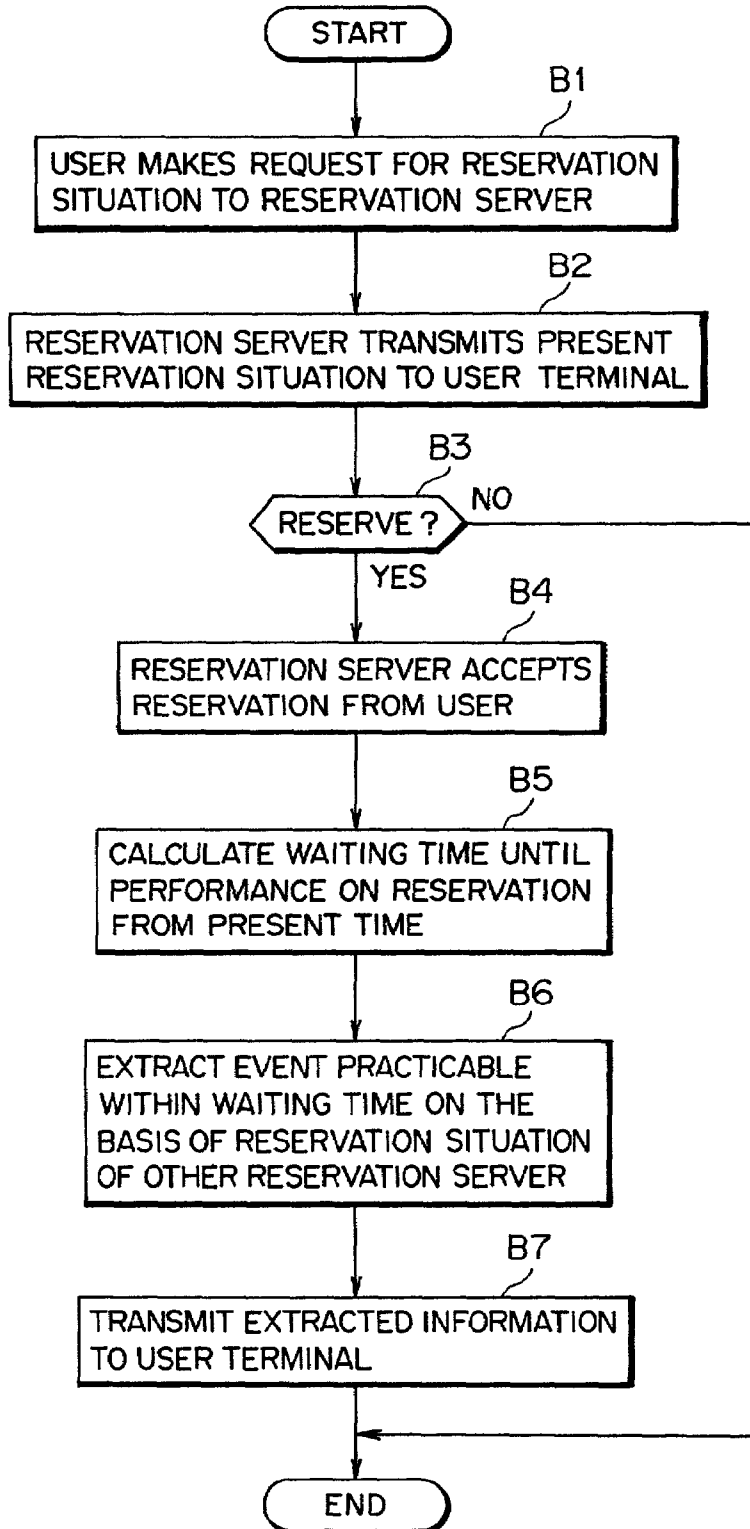 START
B1
USER MAKES REQUEST FOR RESERVATION
SITUATION TO RESERVATION SERVER
B2
RESERVATION SERVER TRANSMITS PRESENT
RESERVATION SITUATION TO USER TERMINAL
B3
RESERVE?
NO
YES
B4
RESERVATION SERVER ACCEPTS
RESERVATION FROM USER
B5
CALCULATE WAITING TIME UNTIL
PERFORMANCE ON RESERVATION
FROM PRESENT TIME
B6
EXTRACT EVENT PRACTICABLE
WITHIN WAITING TIME ON THE
BASIS OF RESERVATION SITUATION
OF OTHER RESERVATION SERVER
B7
TRANSMIT EXTRACTED INFORMATION
TO USER TERMINAL
END